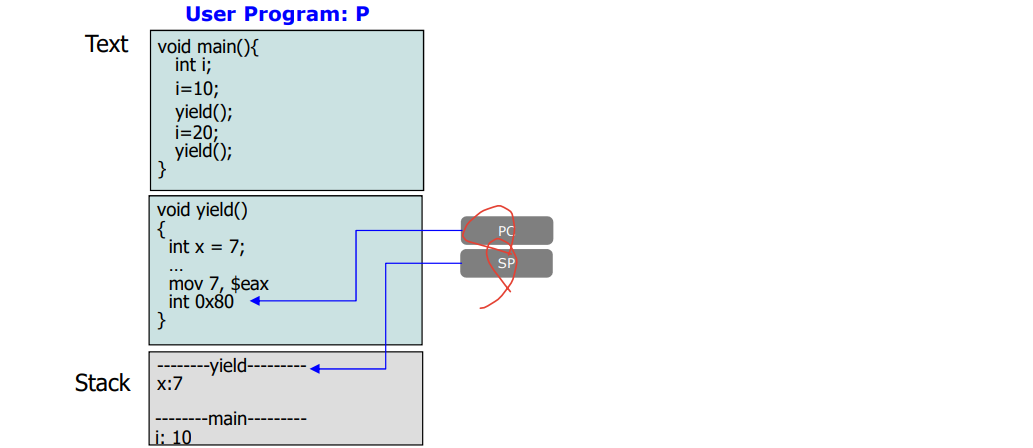 User Program: P
Text
void main(){
int i;
i=10;
yield();
i=20;
yield();
}
void yield()
{
int x = 7;
...
mov 7, $eax
int 0x80
}
PC
SP
Stack
--------yield---------
x:7
--------main---------
i: 10